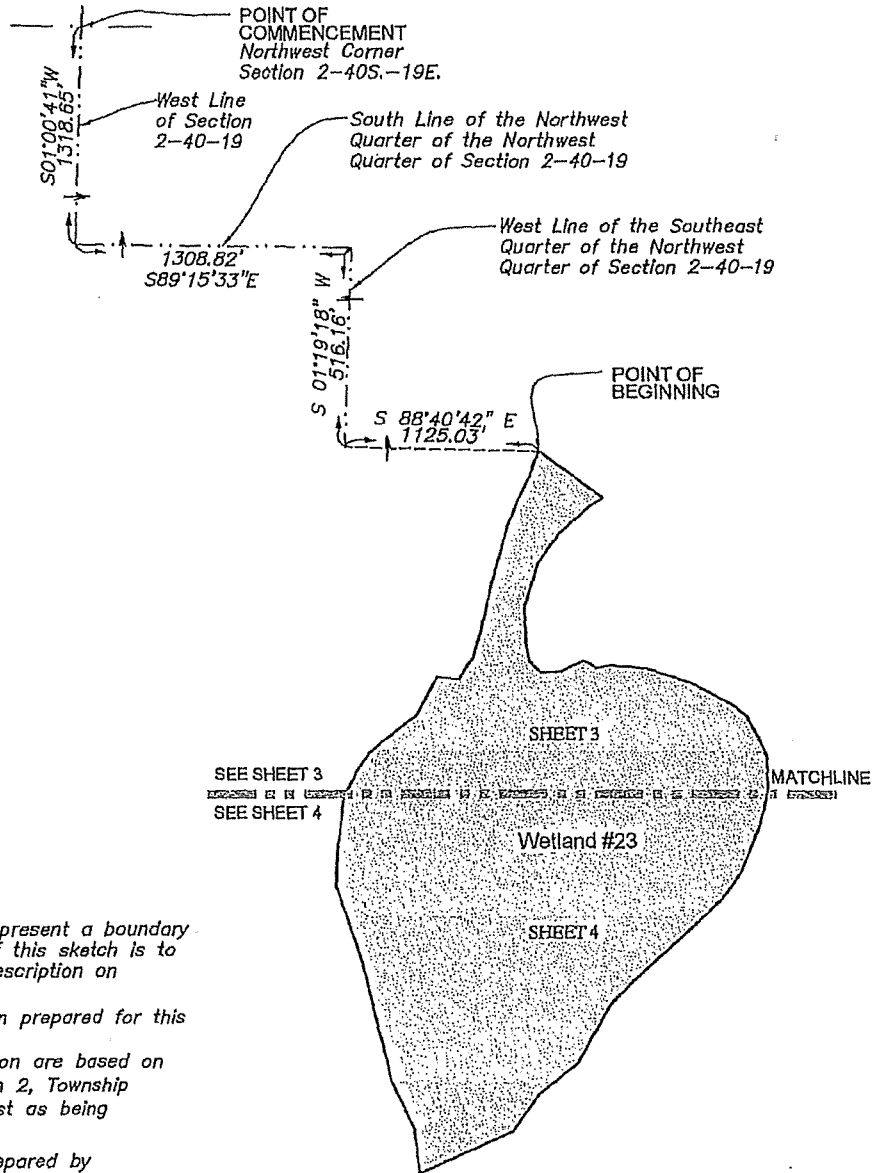 POINT OF
COMMENCEMENT
Northwest Corner
Section 2-40S.-19E.
S01°00'41"W
1318.65'
West Line
of Section
2-40-19
South Line of the Northwest
Quarter of the Northwest
Quarter of Section 2-40-19
1308.82'
S89°15'33"E
West Line of the Southeast
Quarter of the Northwest
Quarter of Section 2-40-19
S 01°19'18" W
516.16'
POINT OF
BEGINNING
S 88°40'42" E
1125.03'
SHEET 3
SEE SHEET 3
MATCHLINE
SEE SHEET 4
Wetland #23
SHEET 4
present a boundary
f this sketch is to
escription on
n prepared for this
on are based on
n 2, Township
st as being
epared by